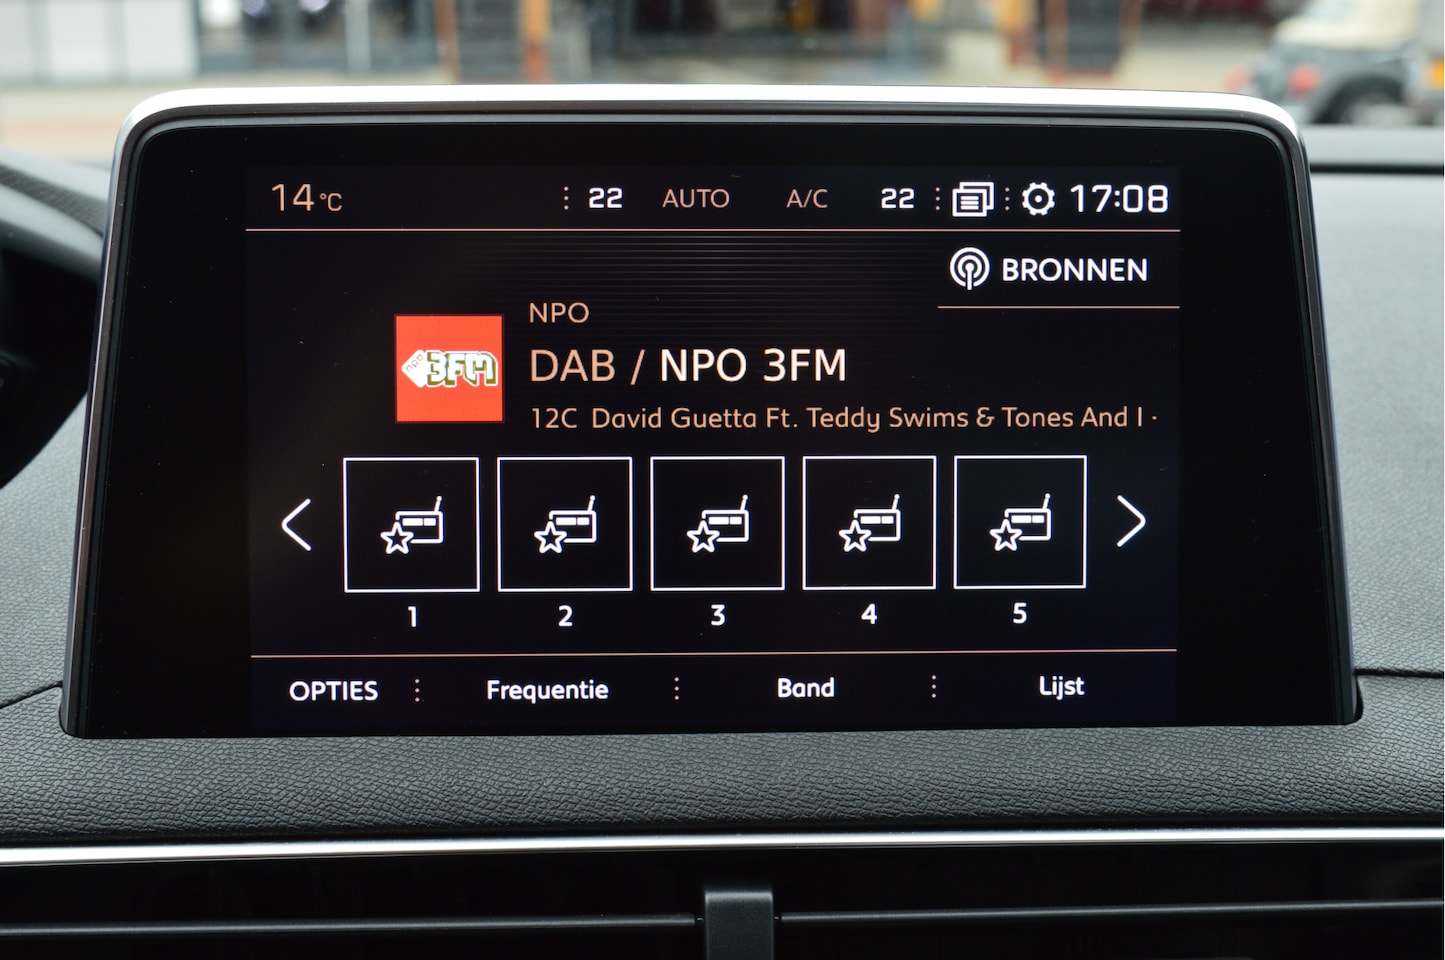 14 °C 22 AUTO A/C 22 17:08
BRONNEN
NPO
npo 3FM
DAB / NPO 3FM
12C David Guetta Ft. Teddy Swims & Tones And I ·
1 2 3 4 5
OPTIES Frequentie Band Lijst